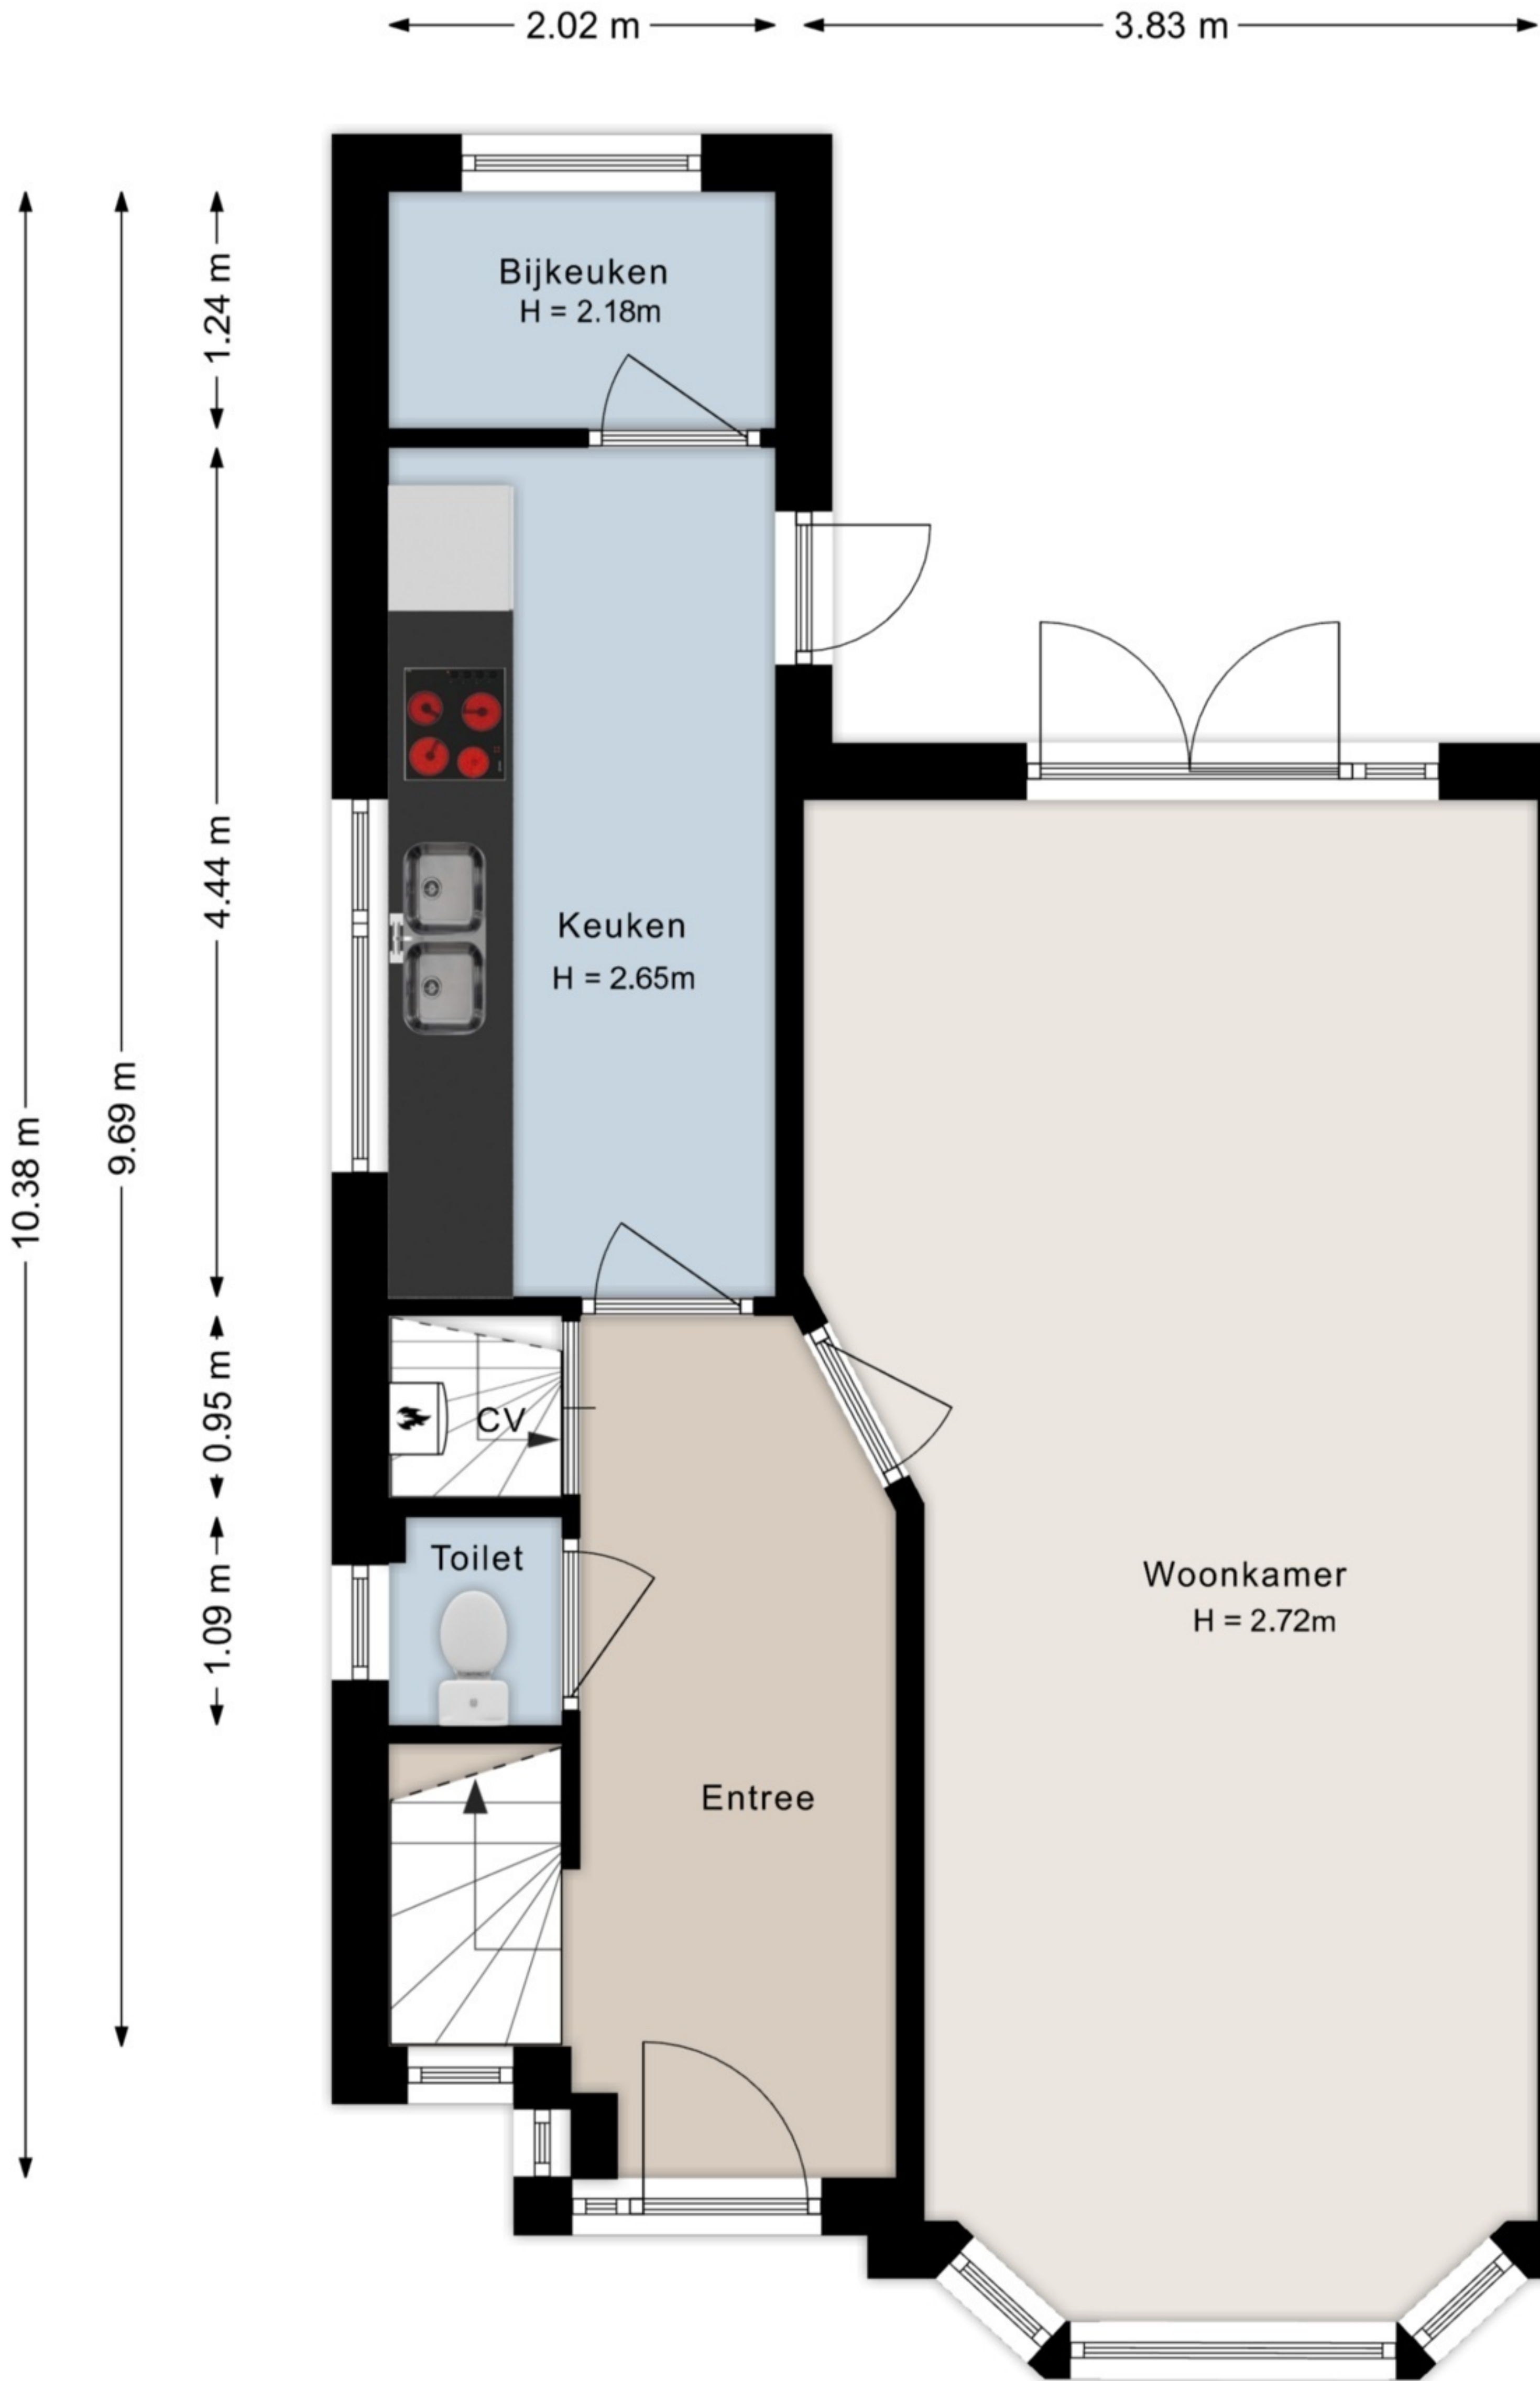 2.02 m
3.83 m
10.38 m
9.69 m
1.24 m
4.44 m
0.95 m
1.09 m
Bijkeuken
H = 2.18m
Keuken
H = 2.65m
CV
Toilet
Woonkamer
H = 2.72m
Entree